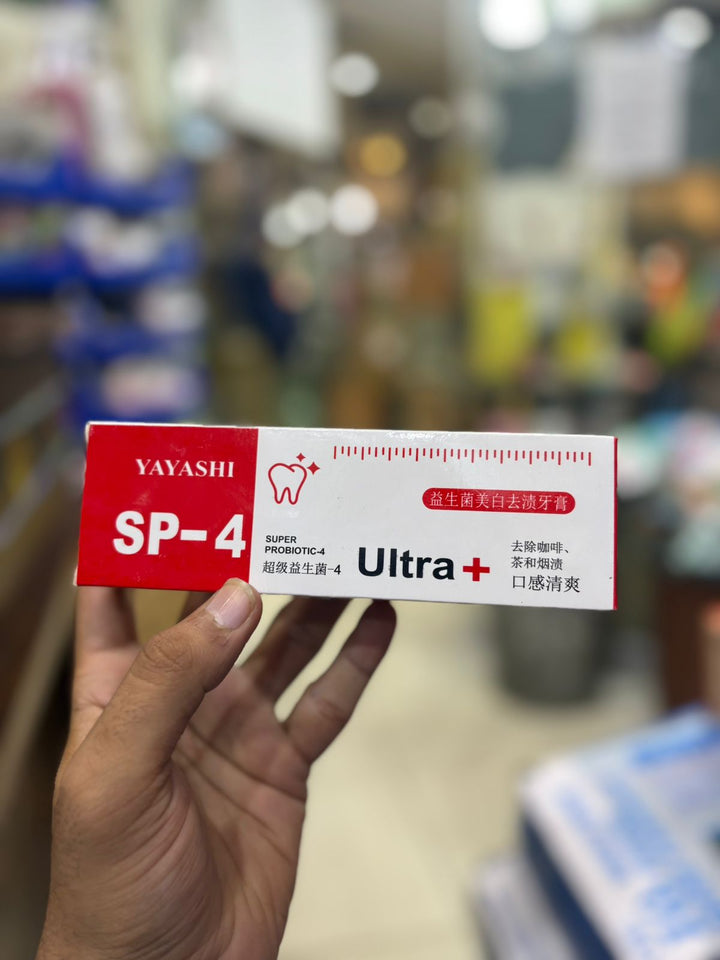 YAYASHI
SP-4
SUPER
PROBIOTIC-4
超级益生菌-4
Ultra+
益生菌美白去渍牙膏
去除咖啡、
茶和烟渍
口感清爽